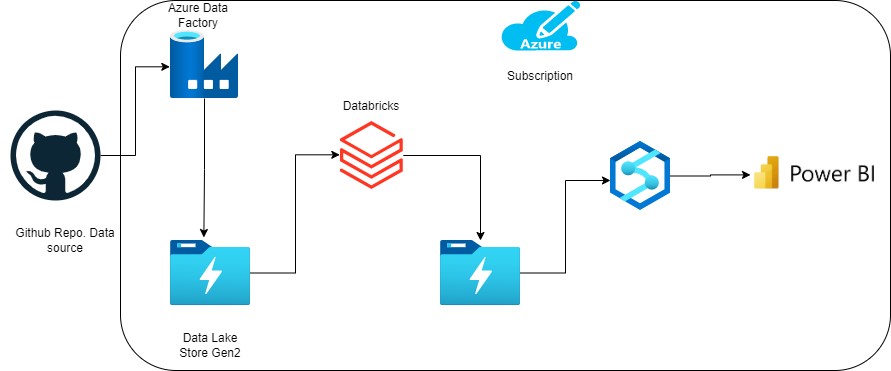 Azure Data
Factory
Azure
Subscription
Databricks
Power BI
Github Repo. Data
source
Data Lake
Store Gen2